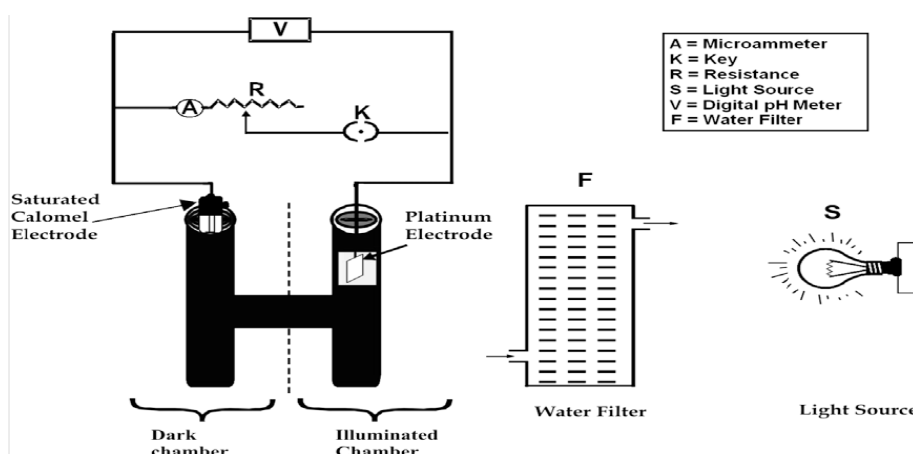 V
A = Microammeter
K = Key
R = Resistance
S = Light Source
V = Digital pH Meter
F = Water Filter
R
A
K
Saturated
Calomel
Electrode
Platinum
Electrode
F
S
Water Filter
Light Source
Dark
chamber
Illuminated
Chamber